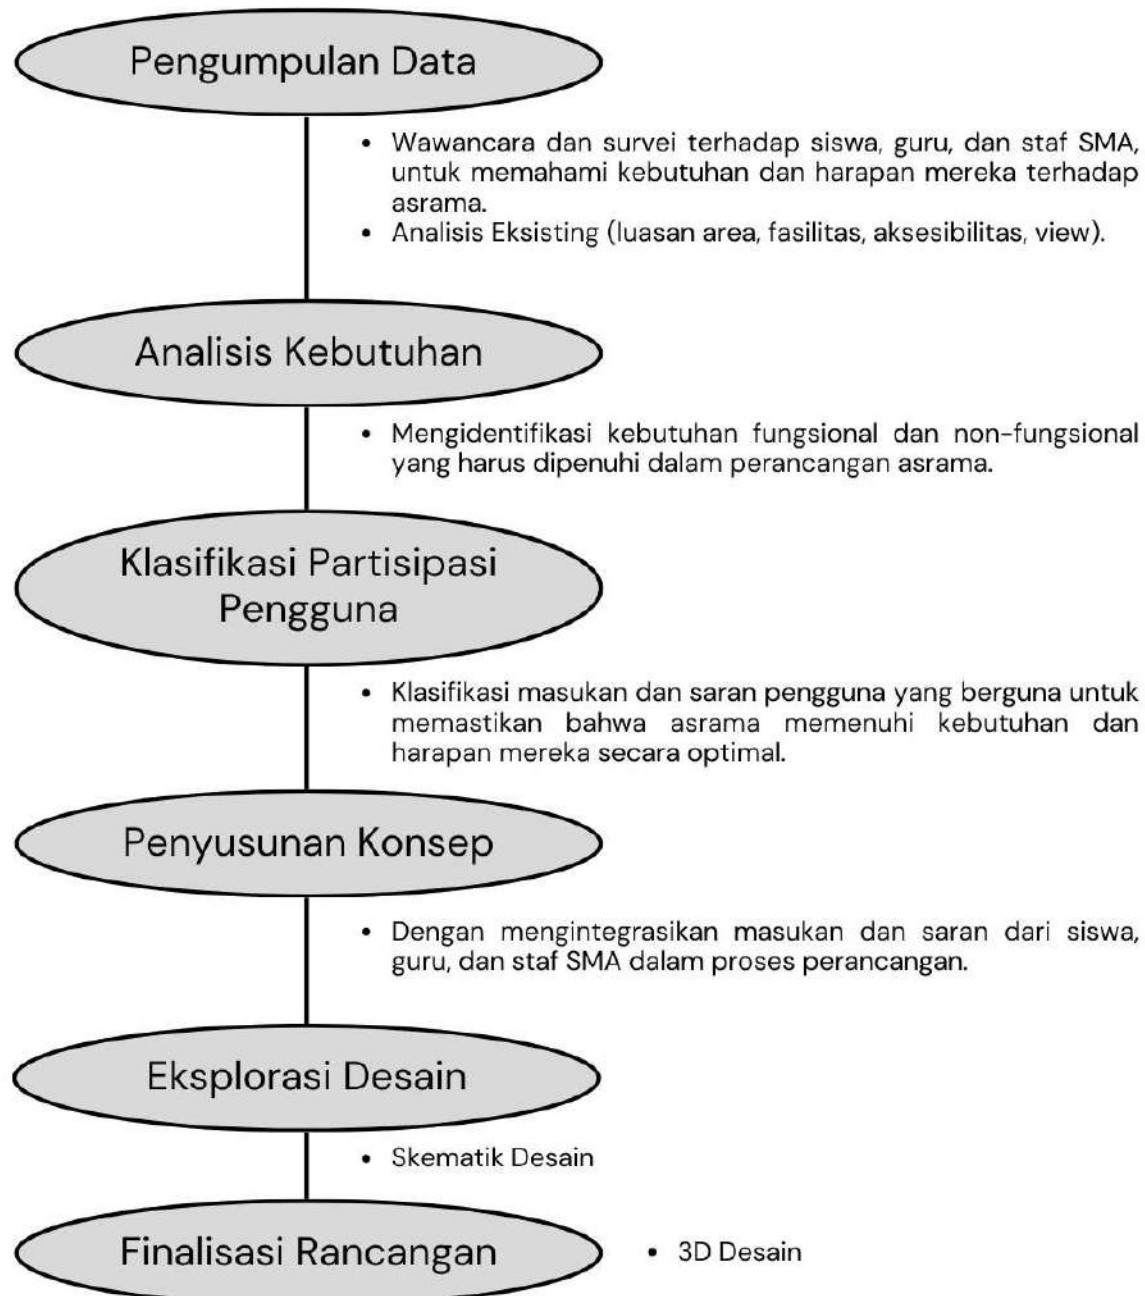 Pengumpulan Data
• Wawancara dan survei terhadap siswa, guru, dan staf SMA,
untuk memahami kebutuhan dan harapan mereka terhadap
asrama.
• Analisis Eksisting (luasan area, fasilitas, aksesibilitas, view).
Analisis Kebutuhan
• Mengidentifikasi kebutuhan fungsional dan non-fungsional
yang harus dipenuhi dalam perancangan asrama.
Klasifikasi Partisipasi
Pengguna
• Klasifikasi masukan dan saran pengguna yang berguna untuk
memastikan bahwa asrama memenuhi kebutuhan dan
harapan mereka secara optimal.
Penyusunan Konsep
• Dengan mengintegrasikan masukan dan saran dari siswa,
guru, dan staf SMA dalam proses perancangan.
Eksplorasi Desain
• Skematik Desain
Finalisasi Rancangan
• 3D Desain